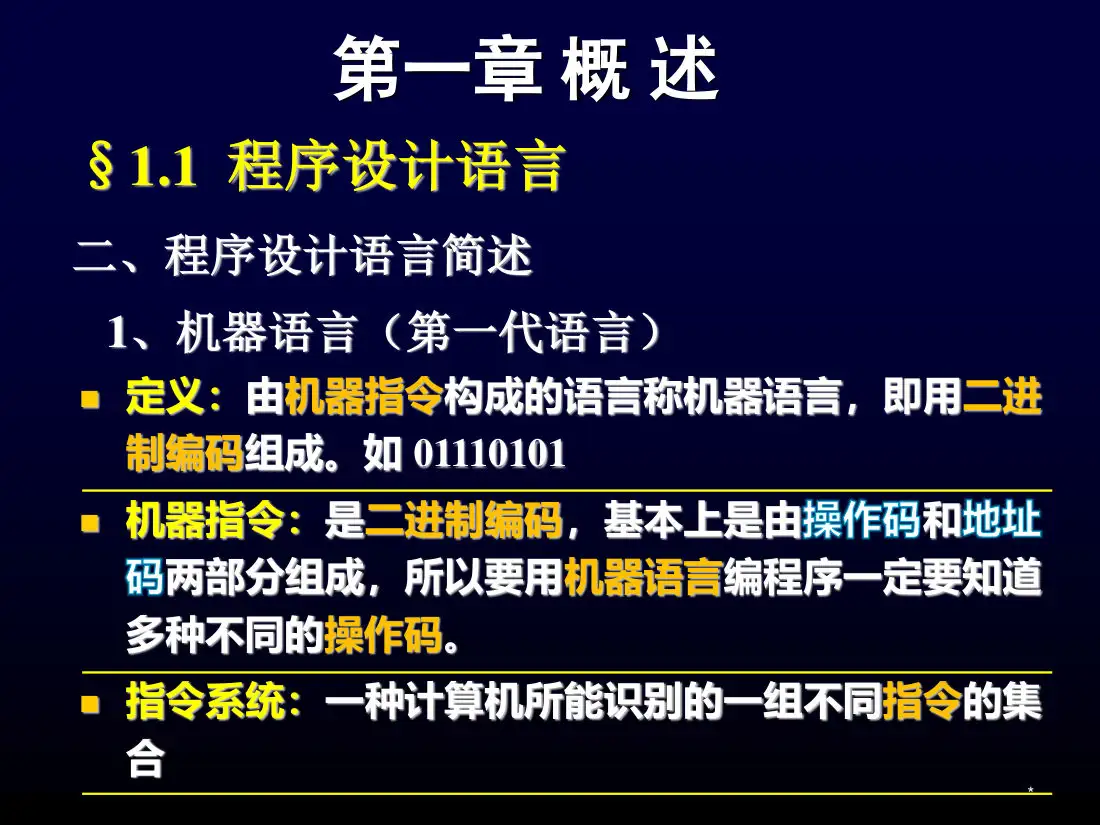 第一章 概 述
§1.1 程序设计语言
二、程序设计语言简述
1、机器语言（第一代语言）
■ 定义：由机器指令构成的语言称机器语言，即用二进
制编码组成。如 01110101
■ 机器指令：是二进制编码，基本上是由操作码和地址
码两部分组成，所以要用机器语言编程序一定要知道
多种不同的操作码。
■ 指令系统：一种计算机所能识别的一组不同指令的集
合
*